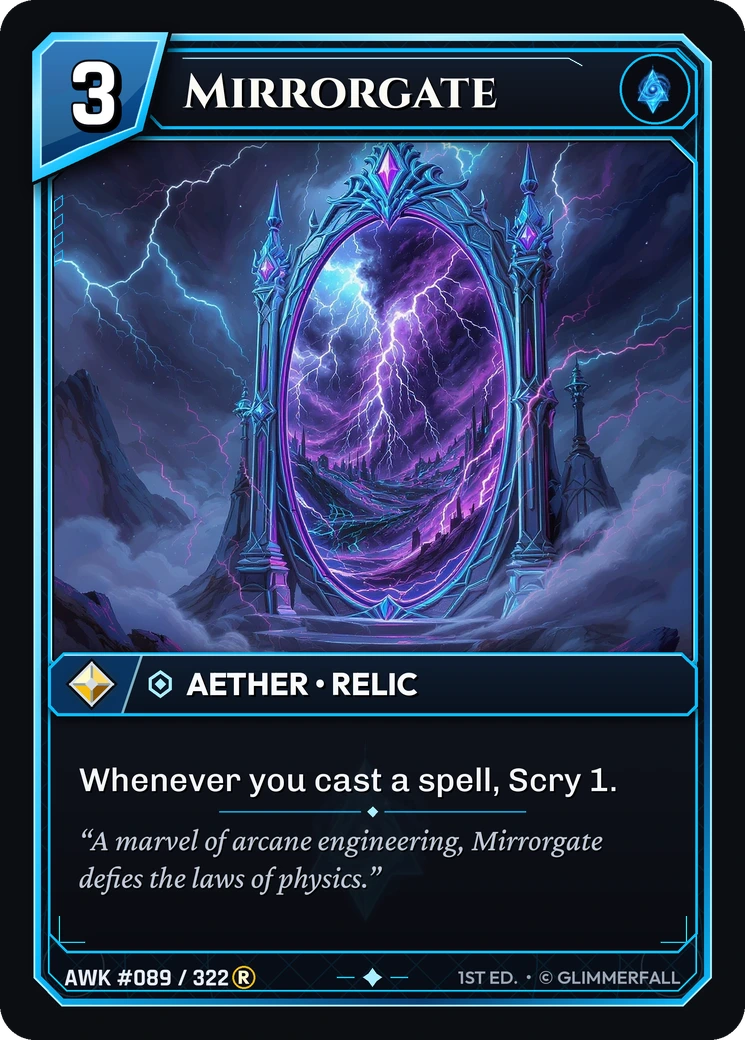 3
MIRRORGATE
AETHER • RELIC
Whenever you cast a spell, Scry 1.
“A marvel of arcane engineering, Mirrorgate
defies the laws of physics.”
AWK #089 / 322 R
1ST ED. • © GLIMMERFALL